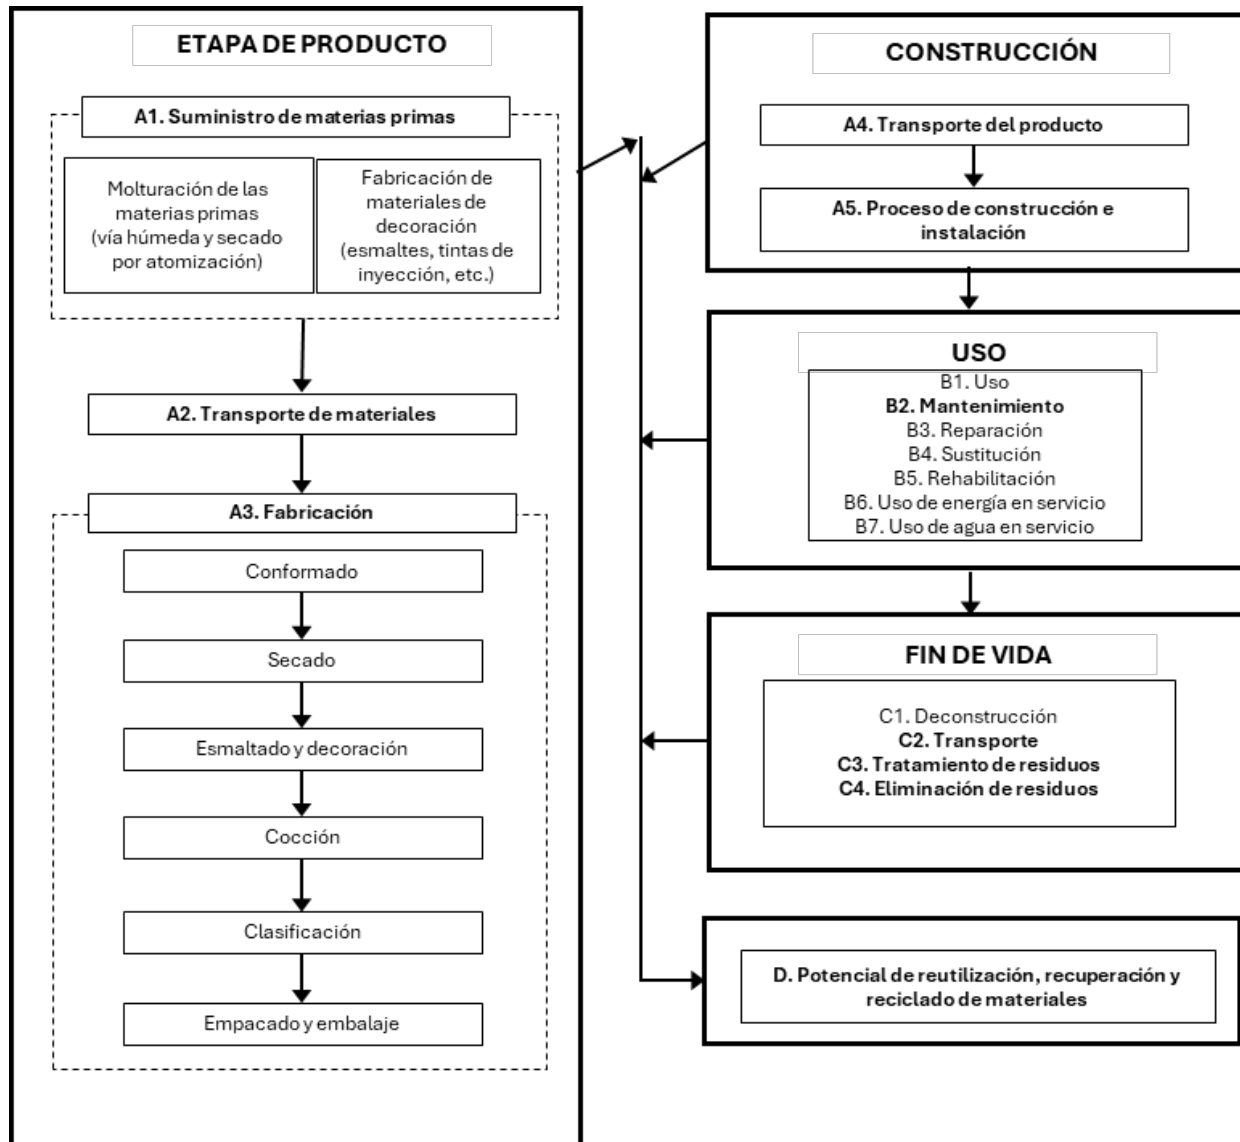 ETAPA DE PRODUCTO
A1. Suministro de materias primas
Molturación de las
materias primas
(vía húmeda y secado
por atomización)
Fabricación de
materiales de
decoración
(esmaltes, tintas de
inyección, etc.)
A2. Transporte de materiales
A3. Fabricación
Conformado
Secado
Esmaltado y decoración
Cocción
Clasificación
Empacado y embalaje
CONSTRUCCIÓN
A4. Transporte del producto
A5. Proceso de construcción e
instalación
USO
B1. Uso
B2. Mantenimiento
B3. Reparación
B4. Sustitución
B5. Rehabilitación
B6. Uso de energía en servicio
B7. Uso de agua en servicio
FIN DE VIDA
C1. Deconstrucción
C2. Transporte
C3. Tratamiento de residuos
C4. Eliminación de residuos
D. Potencial de reutilización, recuperación y
reciclado de materiales